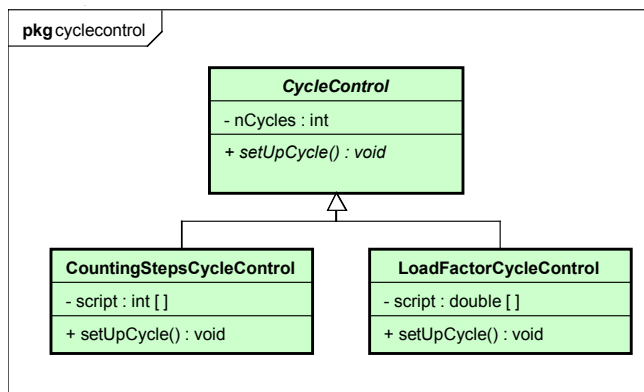 pkg cyclecontrol
CycleControl
- nCycles : int
+ setUpCycle() : void
CountingStepsCycleControl
- script : int [ ]
+ setUpCycle() : void
LoadFactorCycleControl
- script : double [ ]
+ setUpCycle() : void